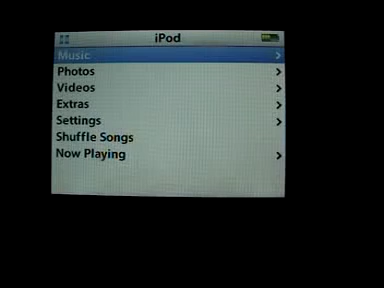 iPod
Music
Photos
Videos
Extras
Settings
Shuffle Songs
Now Playing